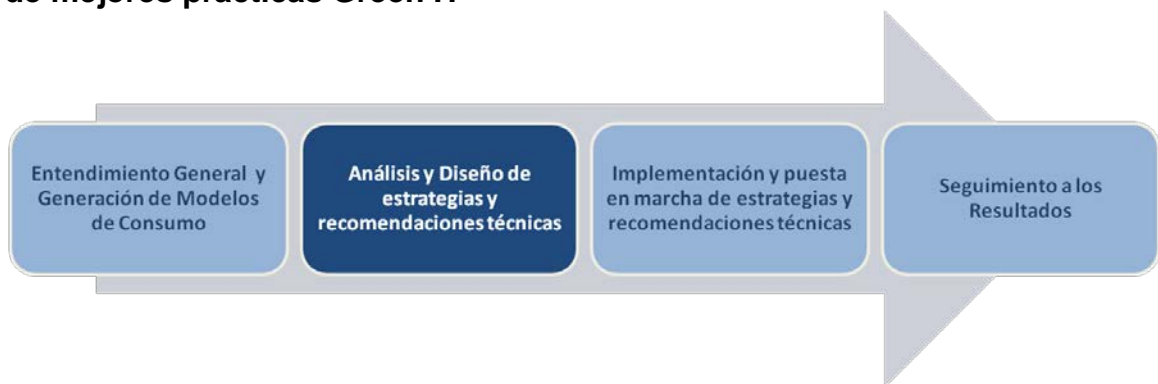 de mejores prácticas Green IT
Entendimiento General y
Generación de Modelos
de Consumo
Análisis y Diseño de
estrategias y
recomendaciones técnicas
Implementación y puesta
en marcha de estrategias y
recomendaciones técnicas
Seguimiento a los
Resultados